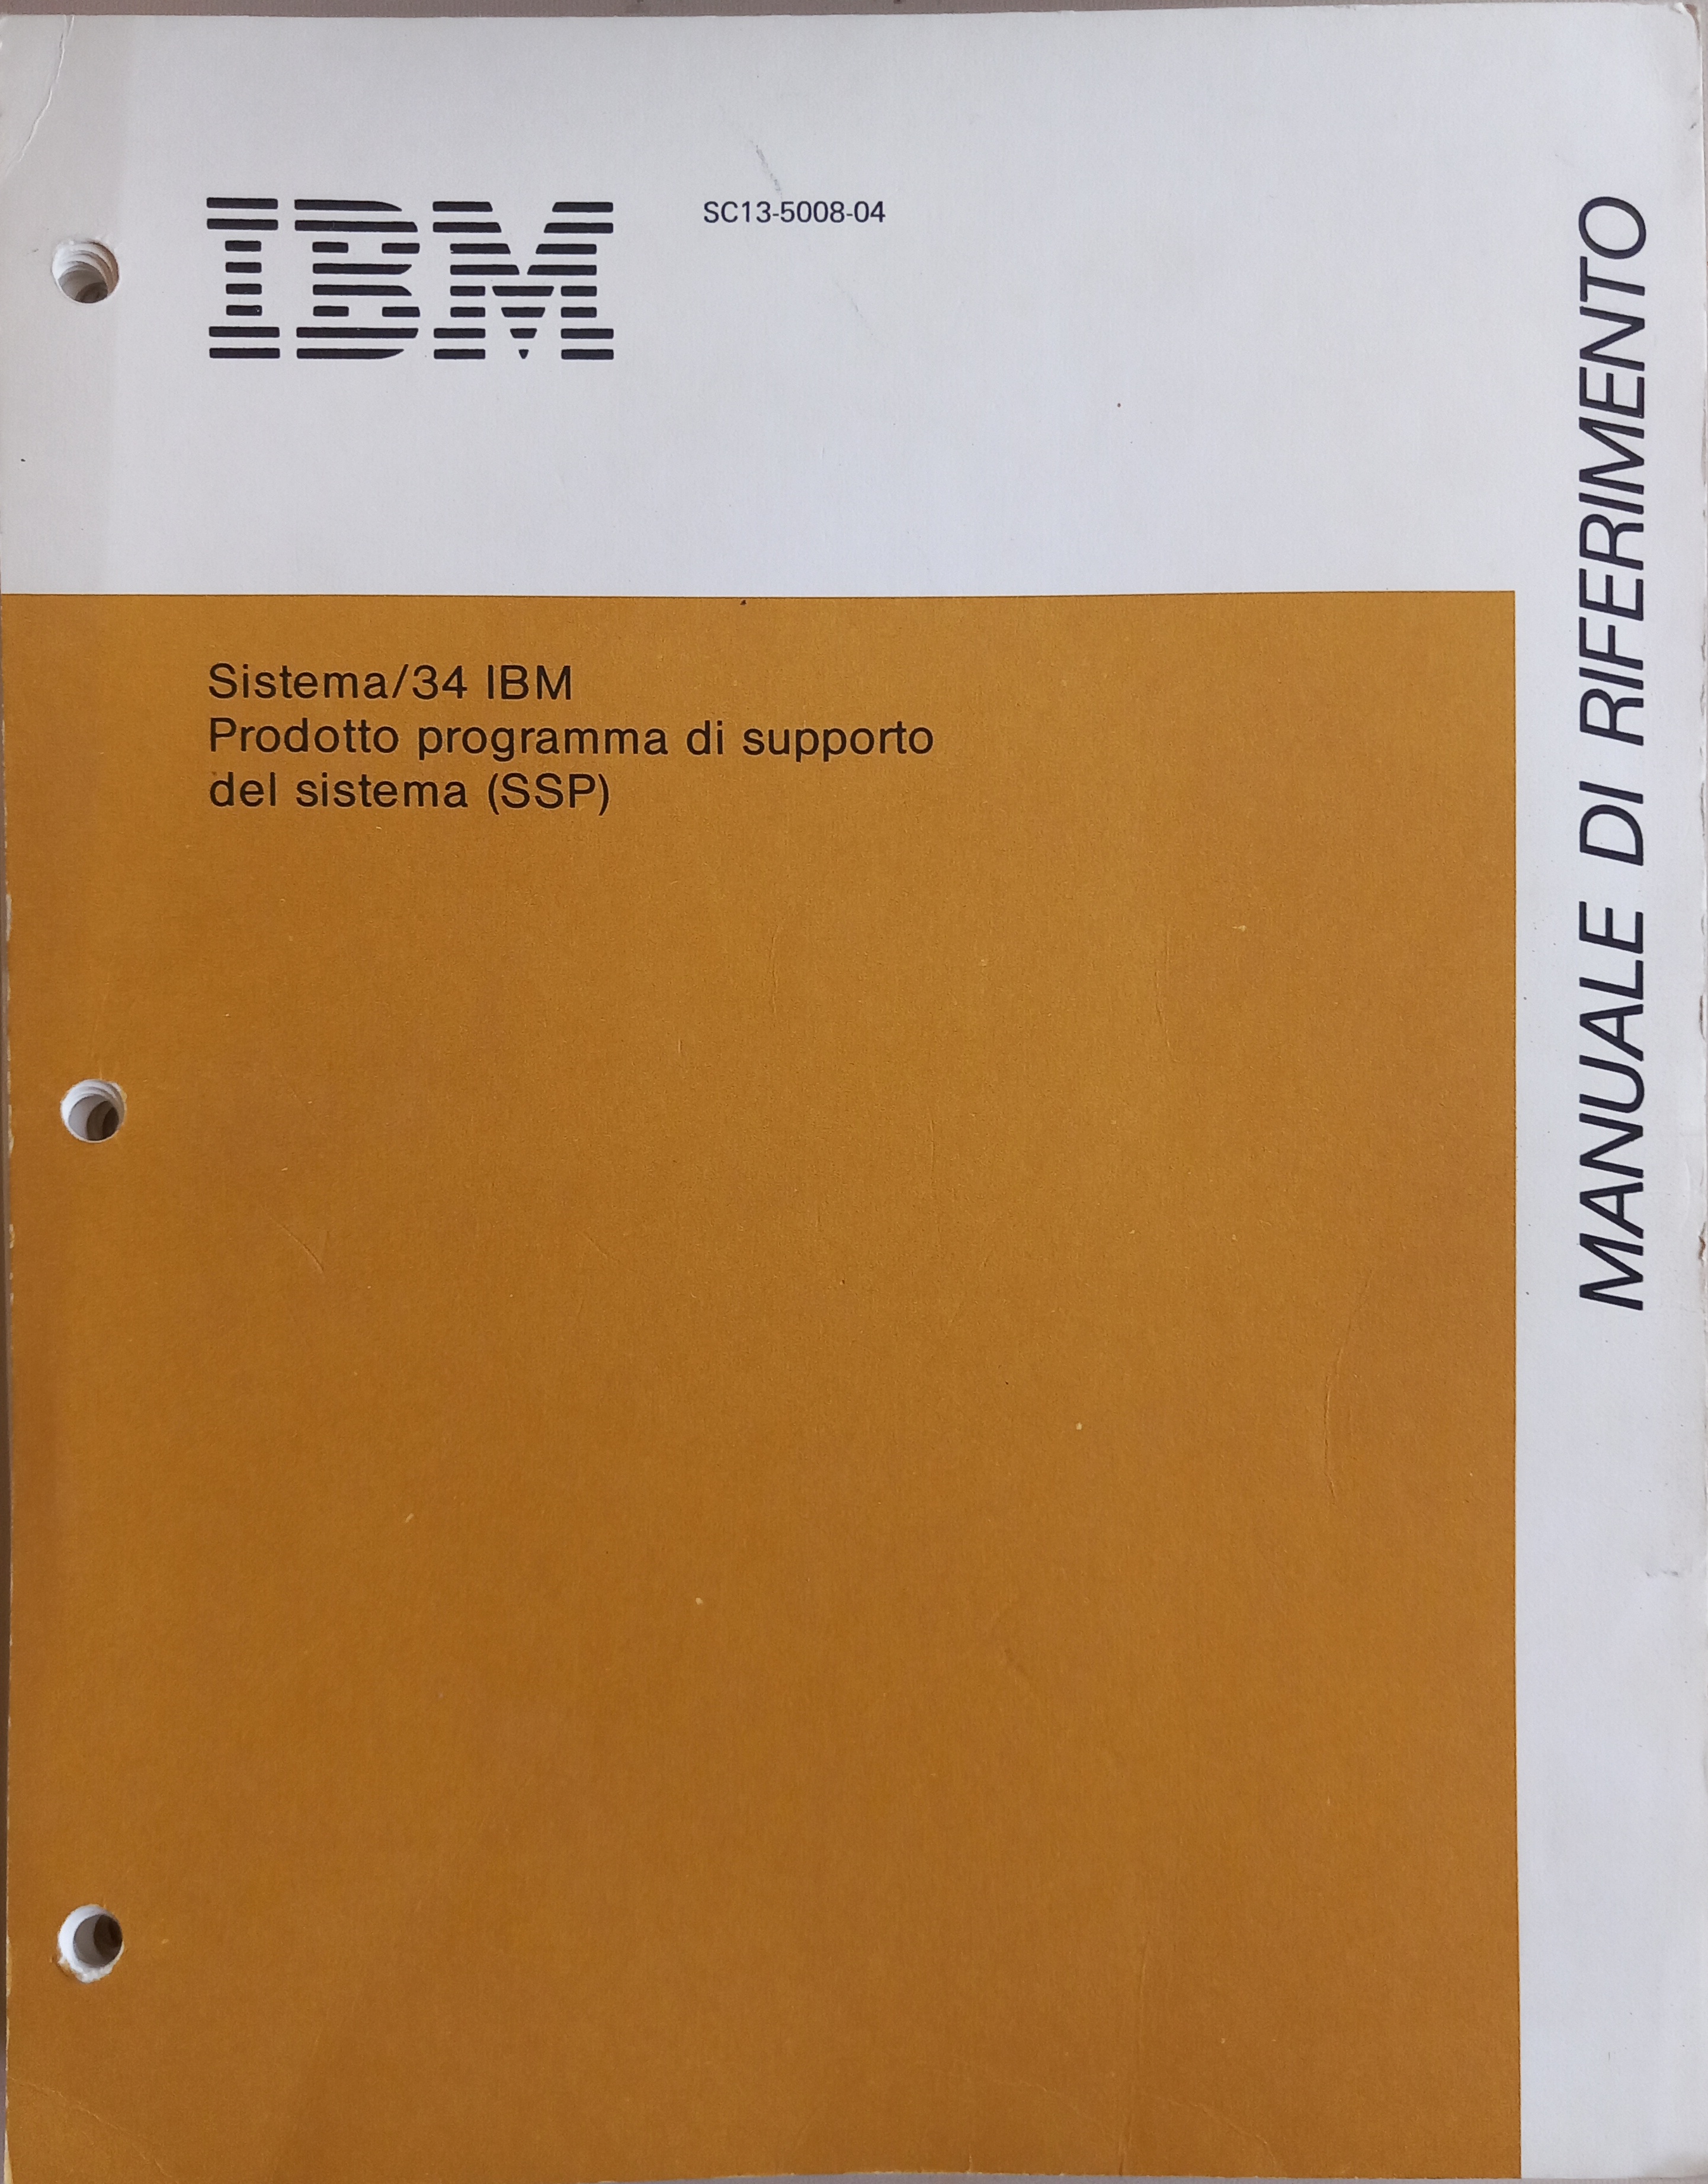 IBM
SC13-5008-04
Sistema/34 IBM
Prodotto programma di supporto
del sistema (SSP)
MANUALE DI RIFERIMENTO